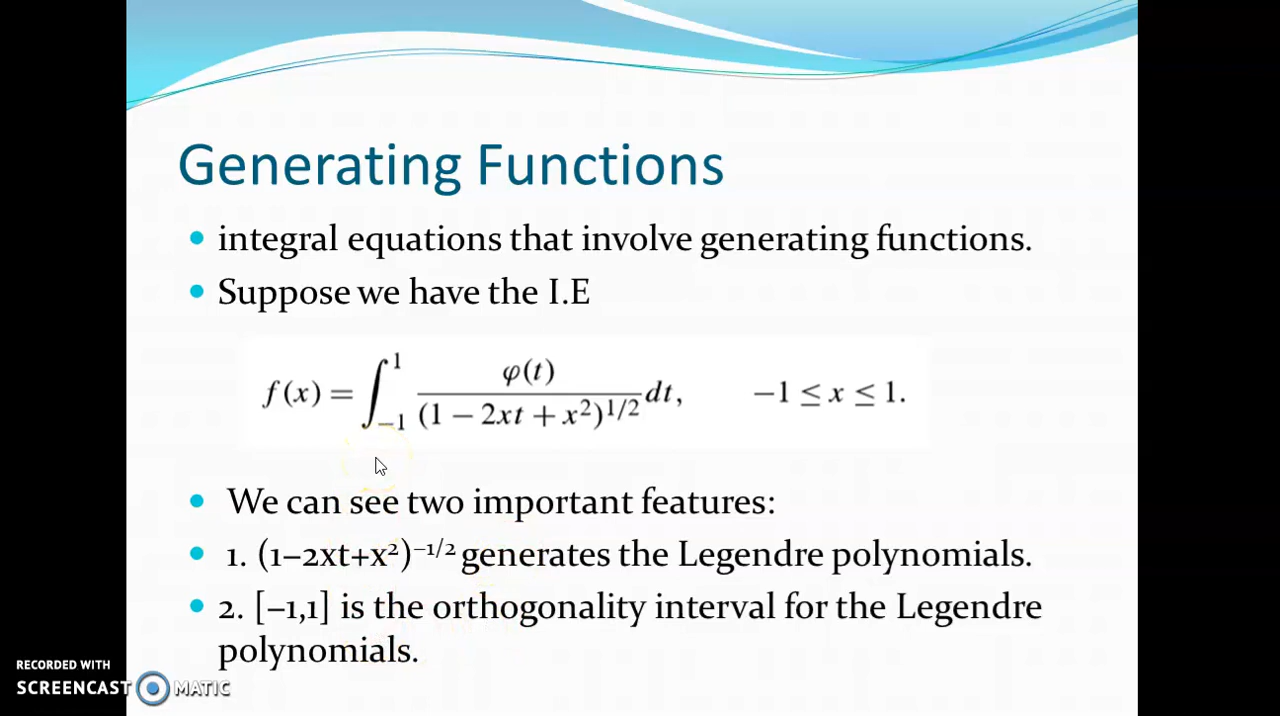 Generating Functions
integral equations that involve generating functions.
Suppose we have the I.E
f(x) = ∫₋₁¹ φ(t) / (1 − 2xt + x²)^{1/2} dt, −1 ≤ x ≤ 1.
We can see two important features:
1. (1−2xt+x²)^{−1/2} generates the Legendre polynomials.
2. [−1,1] is the orthogonality interval for the Legendre
polynomials.
RECORDED WITH
SCREENCAST MATIC